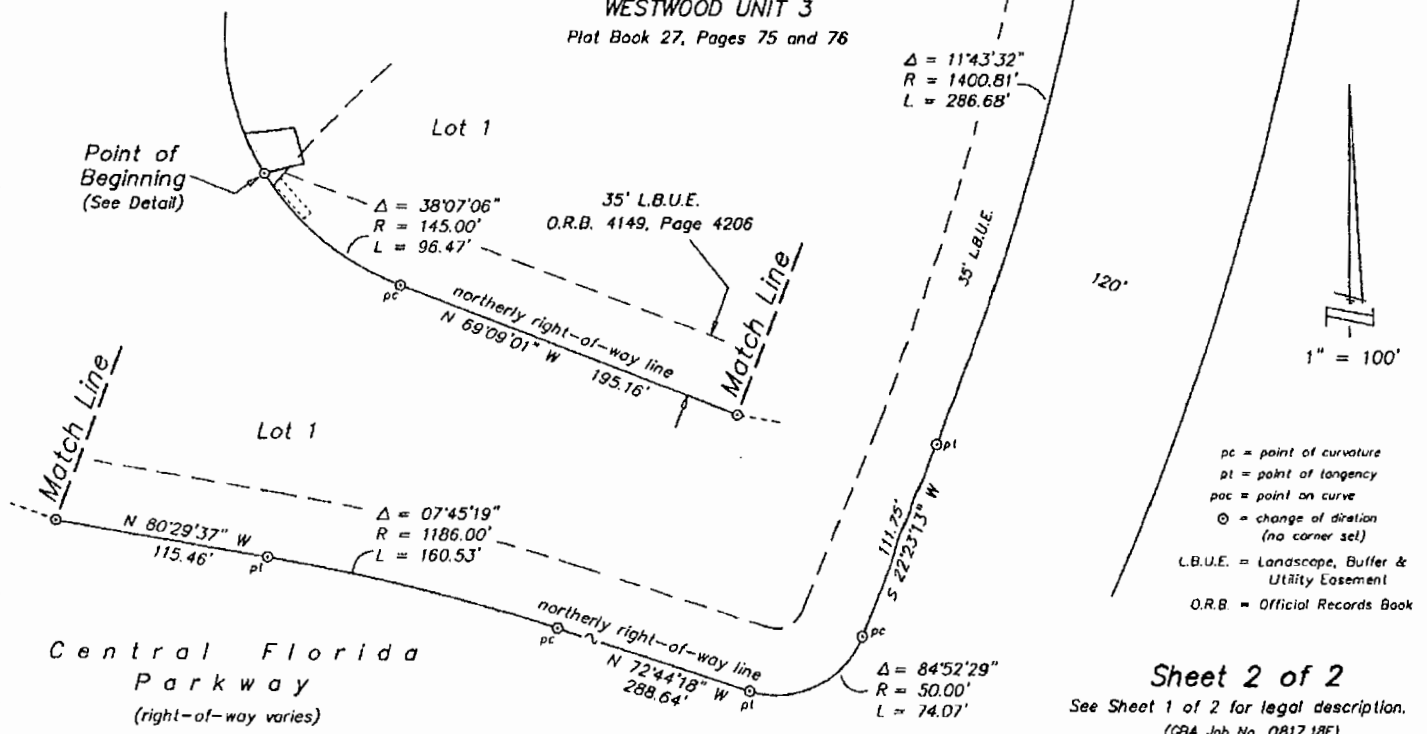 WESTWOOD UNIT 3
Plat Book 27, Pages 75 and 76
Δ = 11°43'32"
R = 1400.81'
L = 286.68'
Lot 1
Point of
Beginning
(See Detail)
Δ = 38°07'06"
R = 145.00'
L = 96.47'
35' L.B.U.E.
O.R.B. 4149, Page 4206
35' L.B.U.E.
120'
1" = 100'
pc
northerly right-of-way line
N 69°09'01" W
195.16'
Match Line
Match Line
Lot 1
N 80°29'37" W
115.46'
pt
Δ = 07°45'19"
R = 1186.00'
L = 160.53'
pt
111.75'
S 22°23'13" W
pc
northerly right-of-way line
N 72°44'18" W
288.64'
pc
pt
Δ = 84°52'29"
R = 50.00'
L = 74.07'
pc = point of curvature
pt = point of tangency
poc = point on curve
⊙ = change of diretion
(no corner set)
L.B.U.E. = Landscape, Buffer &
Utility Easement
O.R.B. = Official Records Book
Central Florida
Parkway
(right-of-way varies)
Sheet 2 of 2
See Sheet 1 of 2 for legal description.
(GBA Job No. 0817.18F)